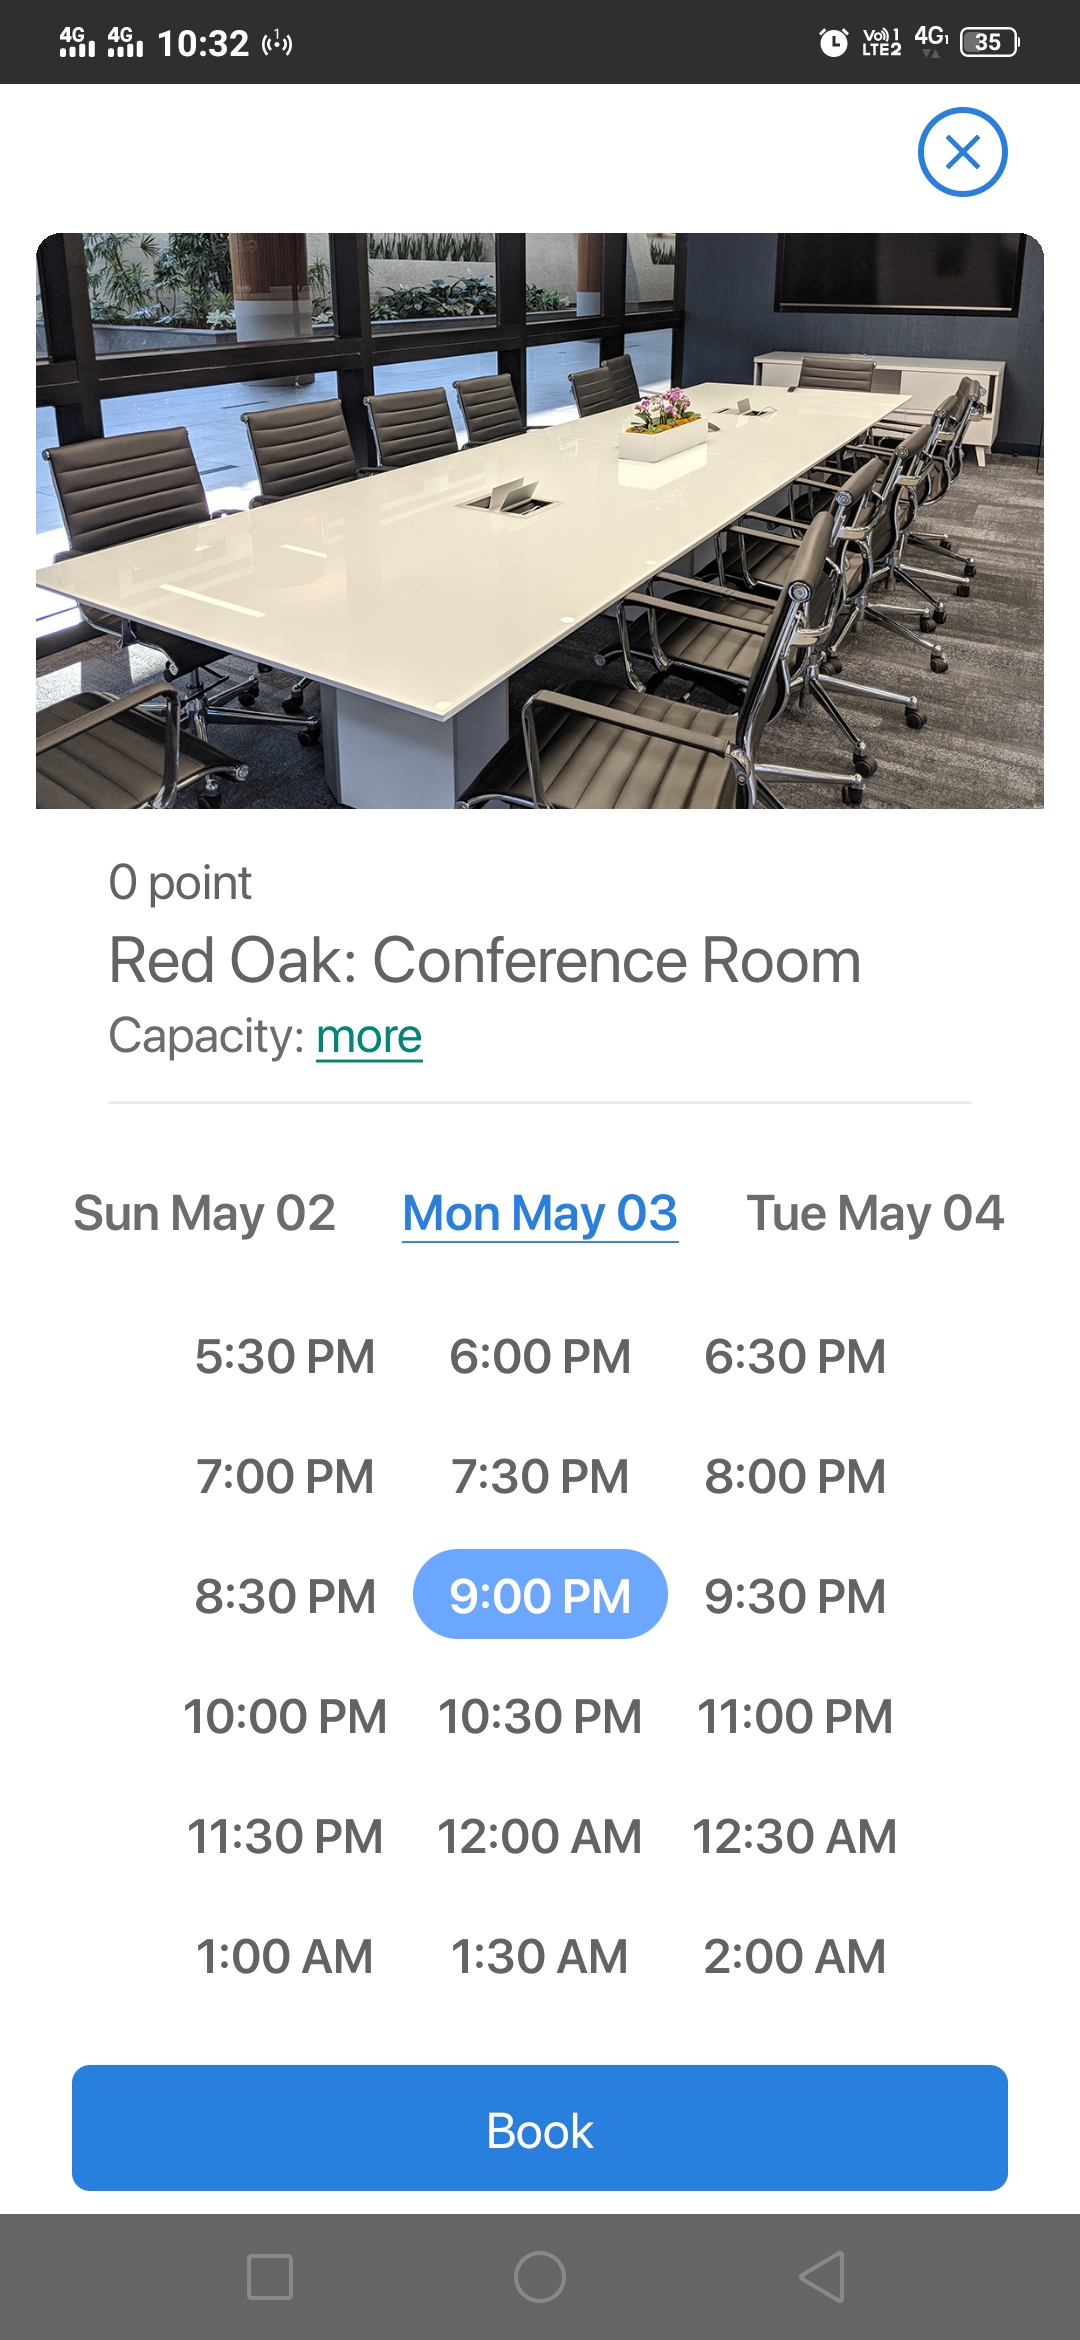 4G 4G 10:32 Vo)) 1 LTE2 4G1 35
0 point
Red Oak: Conference Room
Capacity: more
Sun May 02 Mon May 03 Tue May 04
5:30 PM 6:00 PM 6:30 PM
7:00 PM 7:30 PM 8:00 PM
8:30 PM 9:00 PM 9:30 PM
10:00 PM 10:30 PM 11:00 PM
11:30 PM 12:00 AM 12:30 AM
1:00 AM 1:30 AM 2:00 AM
Book